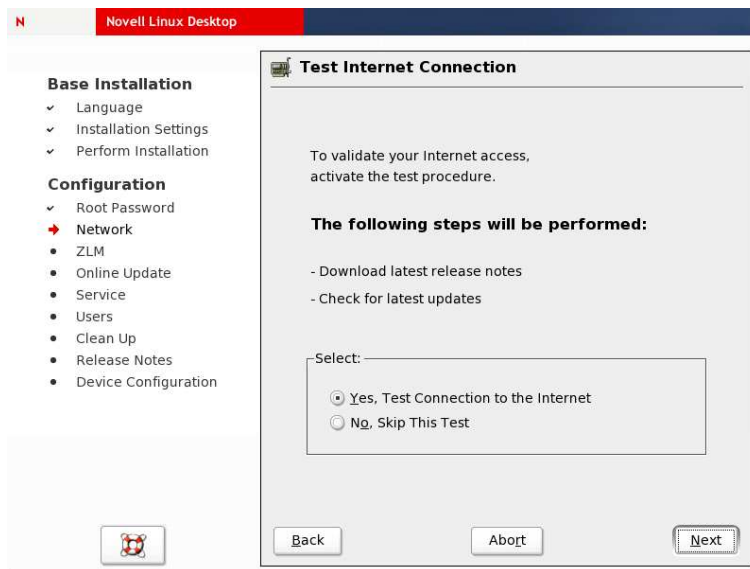 N
Novell Linux Desktop
Base Installation
Language
Installation Settings
Perform Installation
Configuration
Root Password
Network
ZLM
Online Update
Service
Users
Clean Up
Release Notes
Device Configuration
Test Internet Connection
To validate your Internet access,
activate the test procedure.
The following steps will be performed:
- Download latest release notes
- Check for latest updates
Select:
Yes, Test Connection to the Internet
No, Skip This Test
Back
Abort
Next